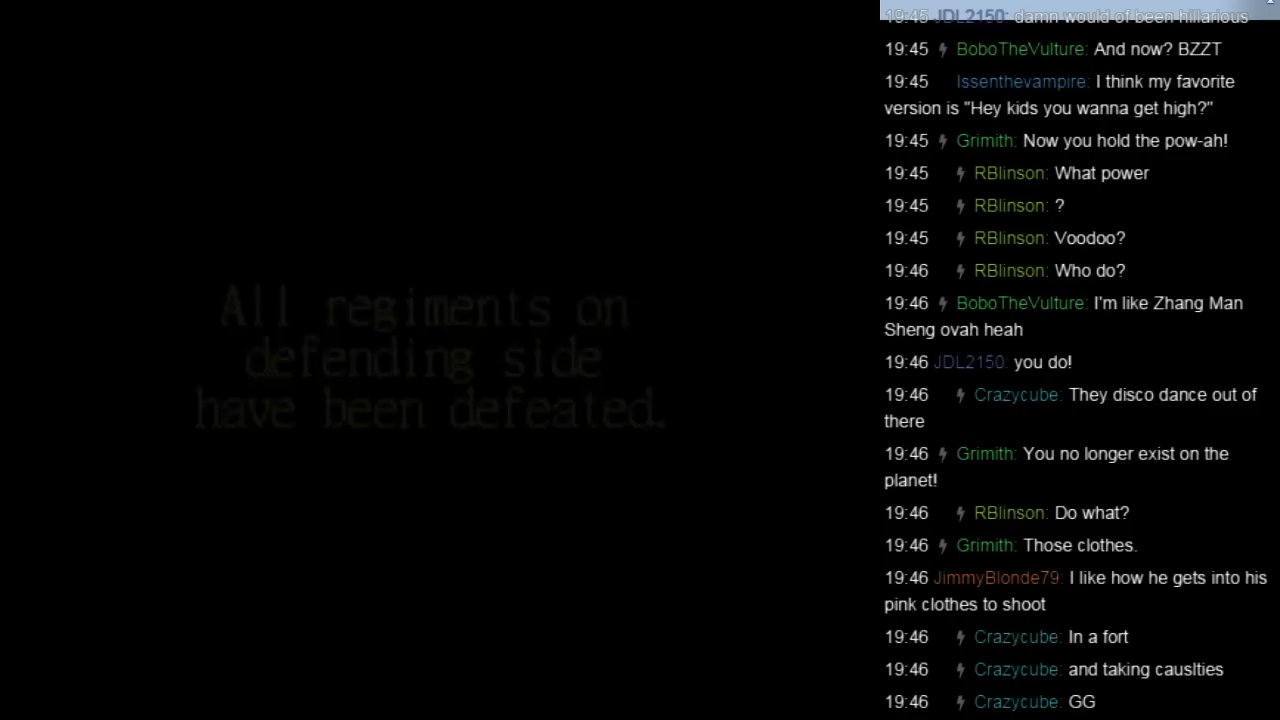 All regiments on
defending side
have been defeated.
19:45 JDL2150: damn would of been hillarious
19:45 BoboTheVulture: And now? BZZT
19:45 Issenthevampire: I think my favorite
version is "Hey kids you wanna get high?"
19:45 Grimith: Now you hold the pow-ah!
19:45 RBlinson: What power
19:45 RBlinson: ?
19:45 RBlinson: Voodoo?
19:46 RBlinson: Who do?
19:46 BoboTheVulture: I'm like Zhang Man
Sheng ovah heah
19:46 JDL2150: you do!
19:46 Crazycube: They disco dance out of
there
19:46 Grimith: You no longer exist on the
planet!
19:46 RBlinson: Do what?
19:46 Grimith: Those clothes.
19:46 JimmyBlonde79: I like how he gets into his
pink clothes to shoot
19:46 Crazycube: In a fort
19:46 Crazycube: and taking causlties
19:46 Crazycube: GG